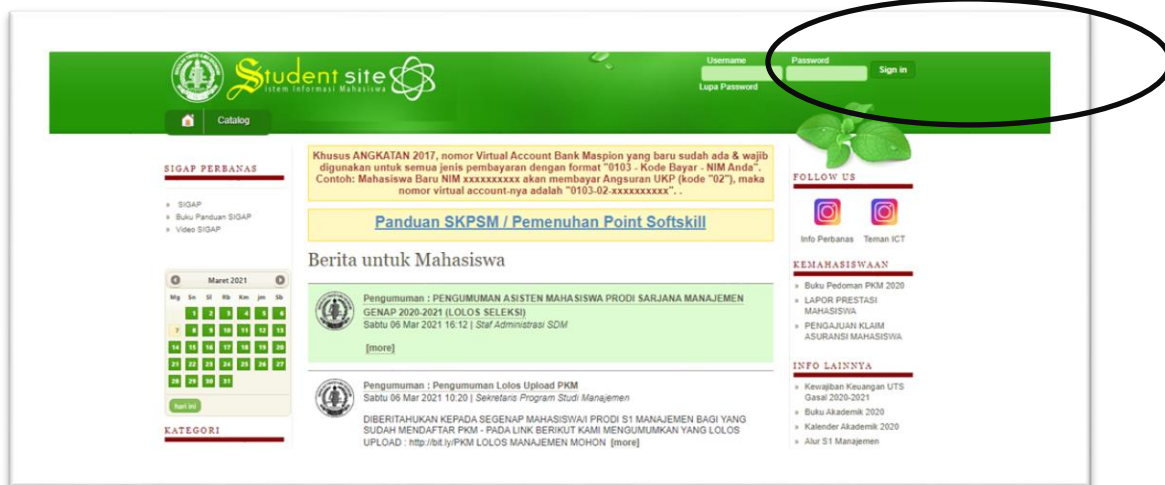 Student site
Sistem Informasi Mahasiswa
Username
Password
Sign in
Lupa Password
Catalog
SIGAP PERBANAS
» SIGAP
» Buku Panduan SIGAP
» Video SIGAP
Maret 2021
Mg Sn Sl Rb Km jm Sb
1 2 3 4 5 6
7 8 9 10 11 12 13
14 15 16 17 18 19 20
21 22 23 24 25 26 27
28 29 30 31
hari ini
KATEGORI
Khusus ANGKATAN 2017, nomor Virtual Account Bank Maspion yang baru sudah ada & wajib
digunakan untuk semua jenis pembayaran dengan format "0103 - Kode Bayar - NIM Anda".
Contoh: Mahasiswa Baru NIM xxxxxxxxxx akan membayar Angsuran UKP (kode "02"), maka
nomor virtual account-nya adalah "0103-02-xxxxxxxxxx". .
Panduan SKPSM / Pemenuhan Point Softskill
Berita untuk Mahasiswa
Pengumuman : PENGUMUMAN ASISTEN MAHASISWA PRODI SARJANA MANAJEMEN
GENAP 2020-2021 (LOLOS SELEKSI)
Sabtu 06 Mar 2021 16:12 | Staf Administrasi SDM
[more]
Pengumuman : Pengumuman Lolos Upload PKM
Sabtu 06 Mar 2021 10:20 | Sekretaris Program Studi Manajemen
DIBERITAHUKAN KEPADA SEGENAP MAHASISWA/I PRODI S1 MANAJEMEN BAGI YANG
SUDAH MENDAFTAR PKM - PADA LINK BERIKUT KAMI MENGUMUMKAN YANG LOLOS
UPLOAD : http://bit.ly/PKM LOLOS MANAJEMEN MOHON [more]
FOLLOW US
Info Perbanas Teman ICT
KEMAHASISWAAN
» Buku Pedoman PKM 2020
» LAPOR PRESTASI
MAHASISWA
» PENGAJUAN KLAIM
ASURANSI MAHASISWA
INFO LAINNYA
» Kewajiban Keuangan UTS
Gasal 2020-2021
» Buku Akademik 2020
» Kalender Akademik 2020
» Alur S1 Manajemen